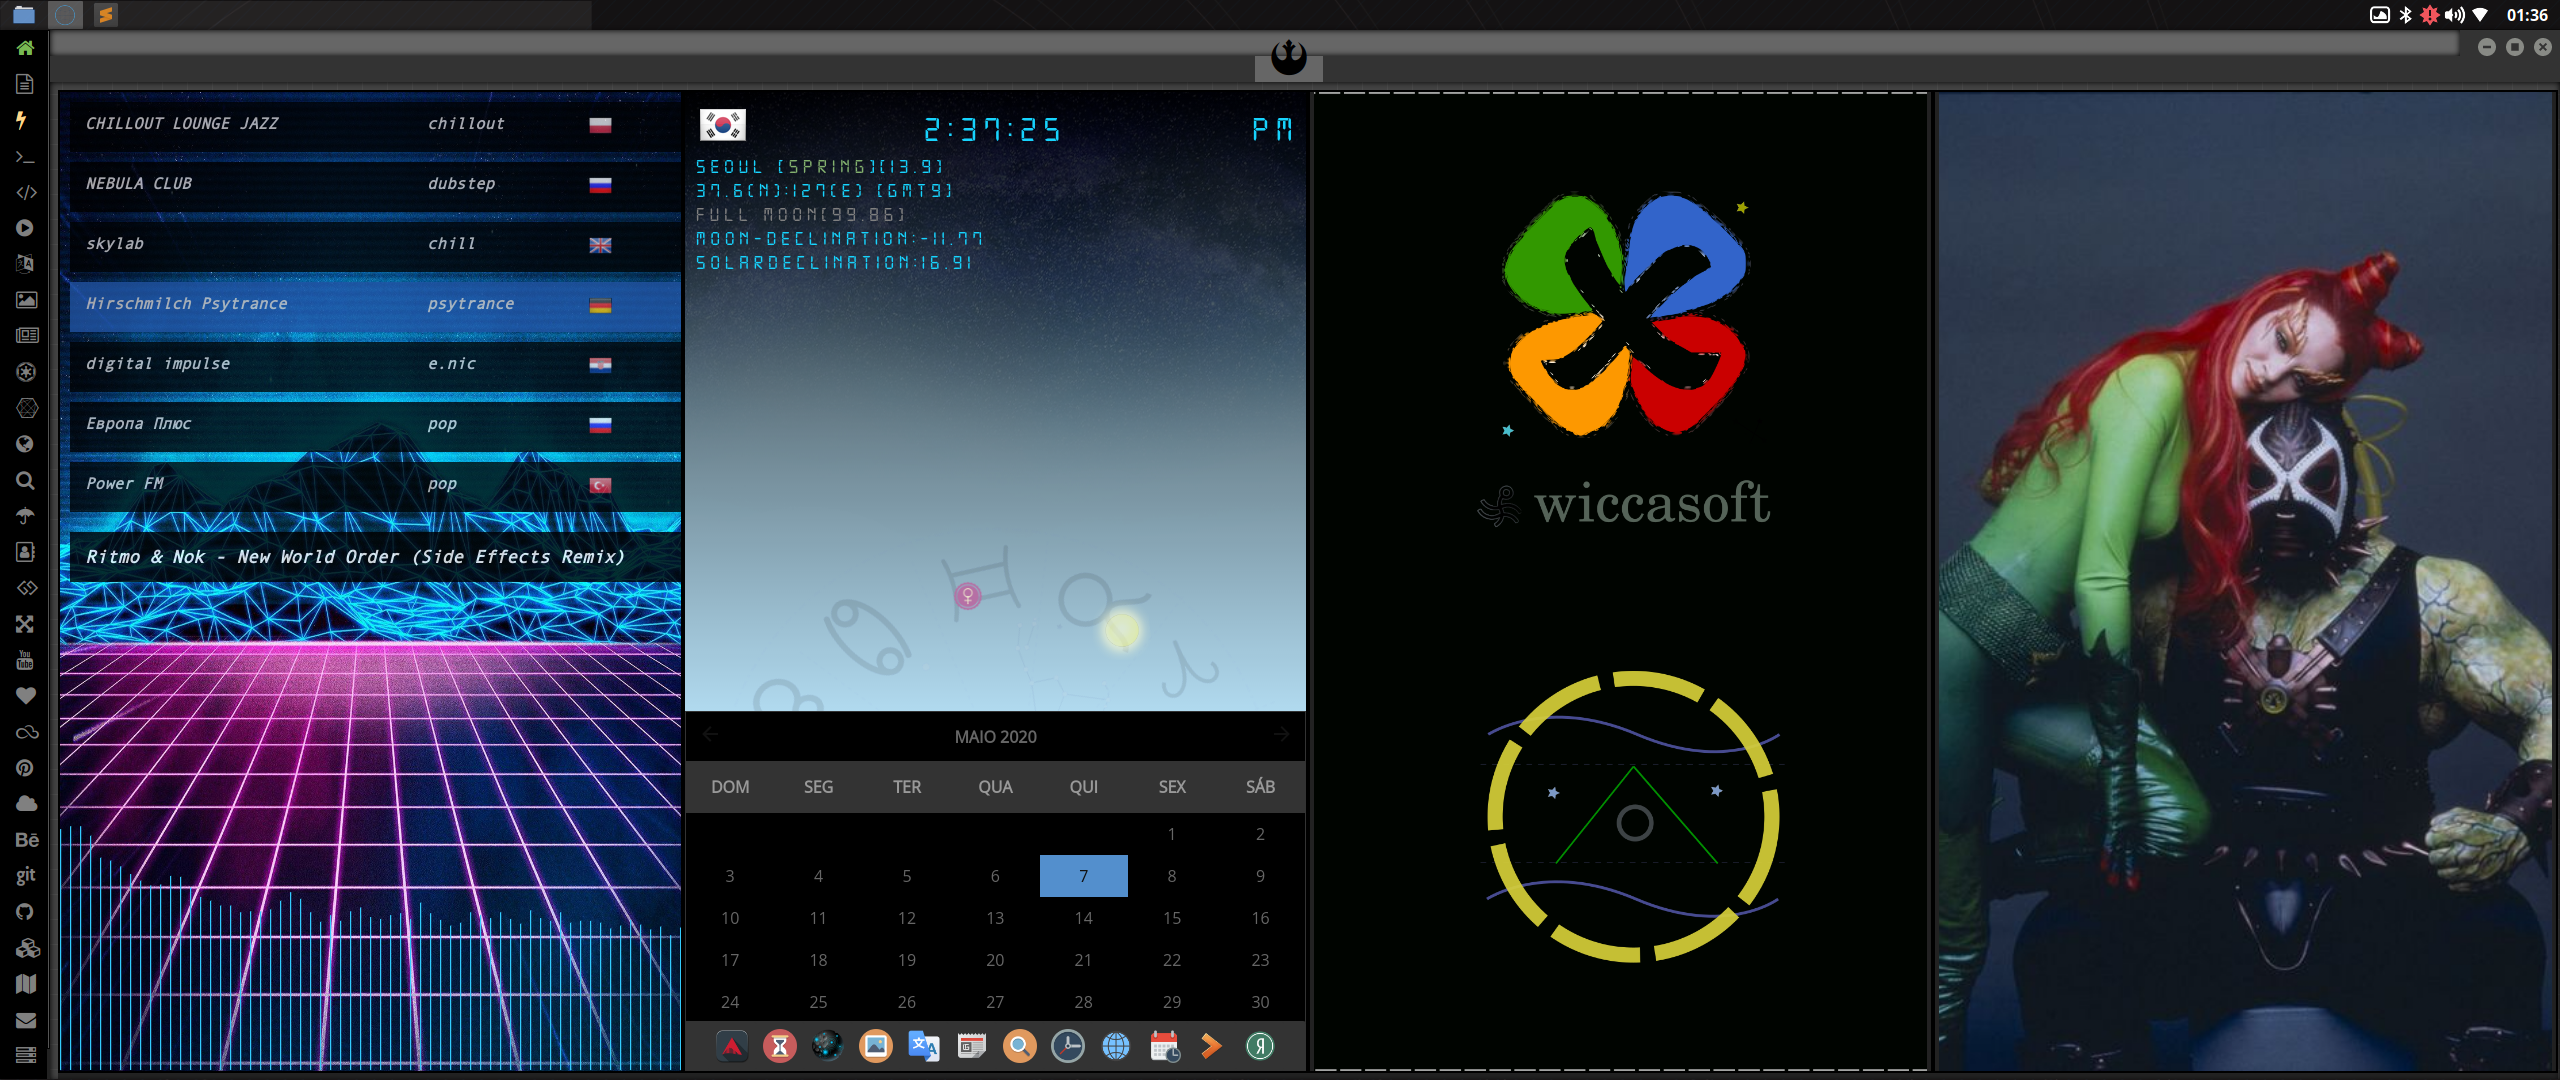 01:36
CHILLOUT LOUNGE JAZZ chillout
NEBULA CLUB dubstep
skylab chill
Hirschmilch Psytrance psytrance
digital impulse e.nic
Европа Плюс pop
Power FM pop
Ritmo & Nok - New World Order (Side Effects Remix)
2:37:25 PM
SEOUL [SPRING][13.9]
37.6(N):127(E) [GMT9]
FULL MOON[99.86]
MOON-DECLINATION:-11.77
SOLARDECLINATION:16.91
MAIO 2020
DOM SEG TER QUA QUI SEX SÁB
1 2
3 4 5 6 7 8 9
10 11 12 13 14 15 16
17 18 19 20 21 22 23
24 25 26 27 28 29 30
wiccasoft
You Tube
Bē
git